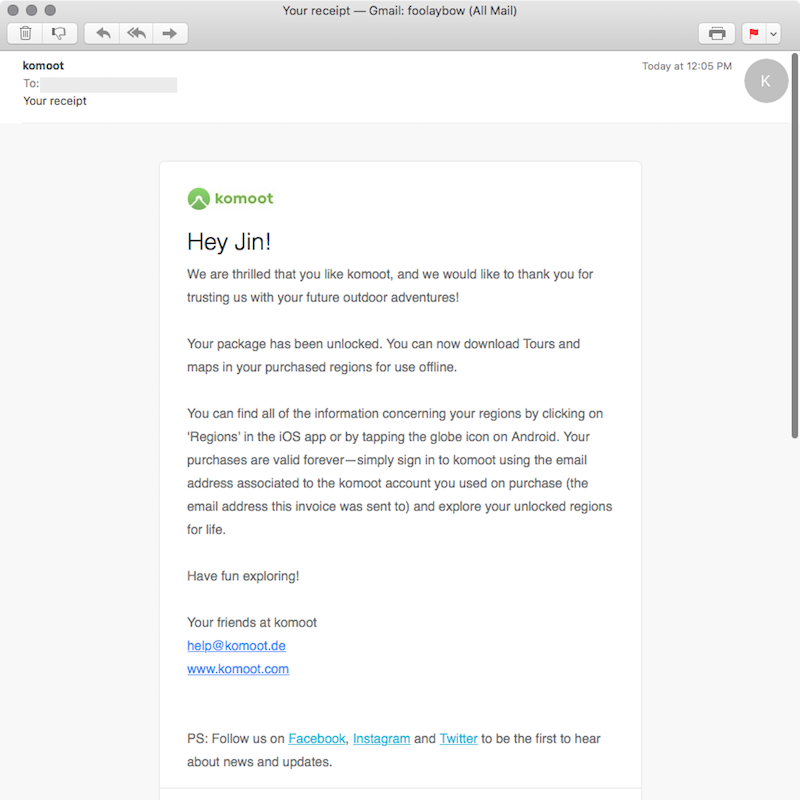 Your receipt — Gmail: foolaybow (All Mail)
komoot
Today at 12:05 PM
K
To:
Your receipt
komoot
Hey Jin!
We are thrilled that you like komoot, and we would like to thank you for
trusting us with your future outdoor adventures!
Your package has been unlocked. You can now download Tours and
maps in your purchased regions for use offline.
You can find all of the information concerning your regions by clicking on
'Regions' in the iOS app or by tapping the globe icon on Android. Your
purchases are valid forever—simply sign in to komoot using the email
address associated to the komoot account you used on purchase (the
email address this invoice was sent to) and explore your unlocked regions
for life.
Have fun exploring!
Your friends at komoot
help@komoot.de
www.komoot.com
PS: Follow us on Facebook, Instagram and Twitter to be the first to hear
about news and updates.